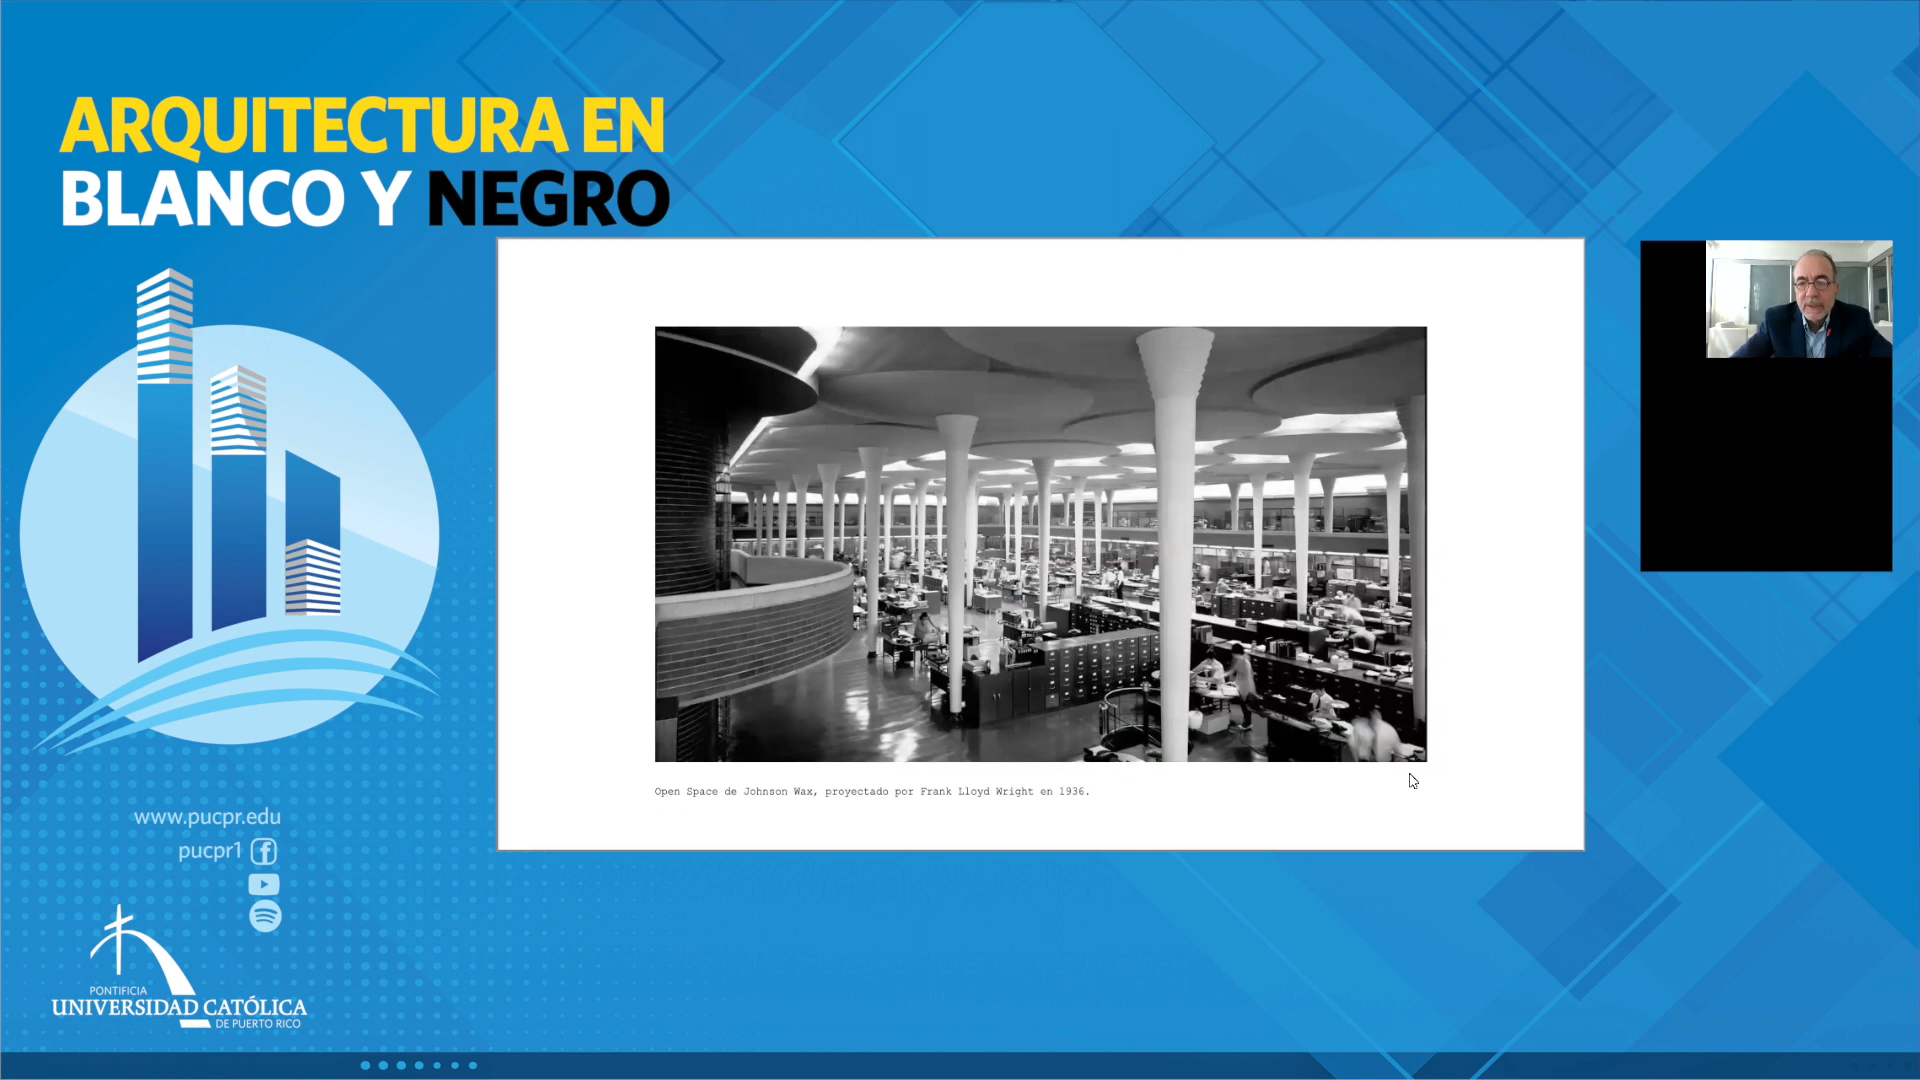 ARQUITECTURA EN
BLANCO Y NEGRO
Open Space de Johnson Wax, proyectado por Frank Lloyd Wright en 1936.
www.pucpr.edu
pucpr1
PONTIFICIA
UNIVERSIDAD CATÓLICA
DE PUERTO RICO